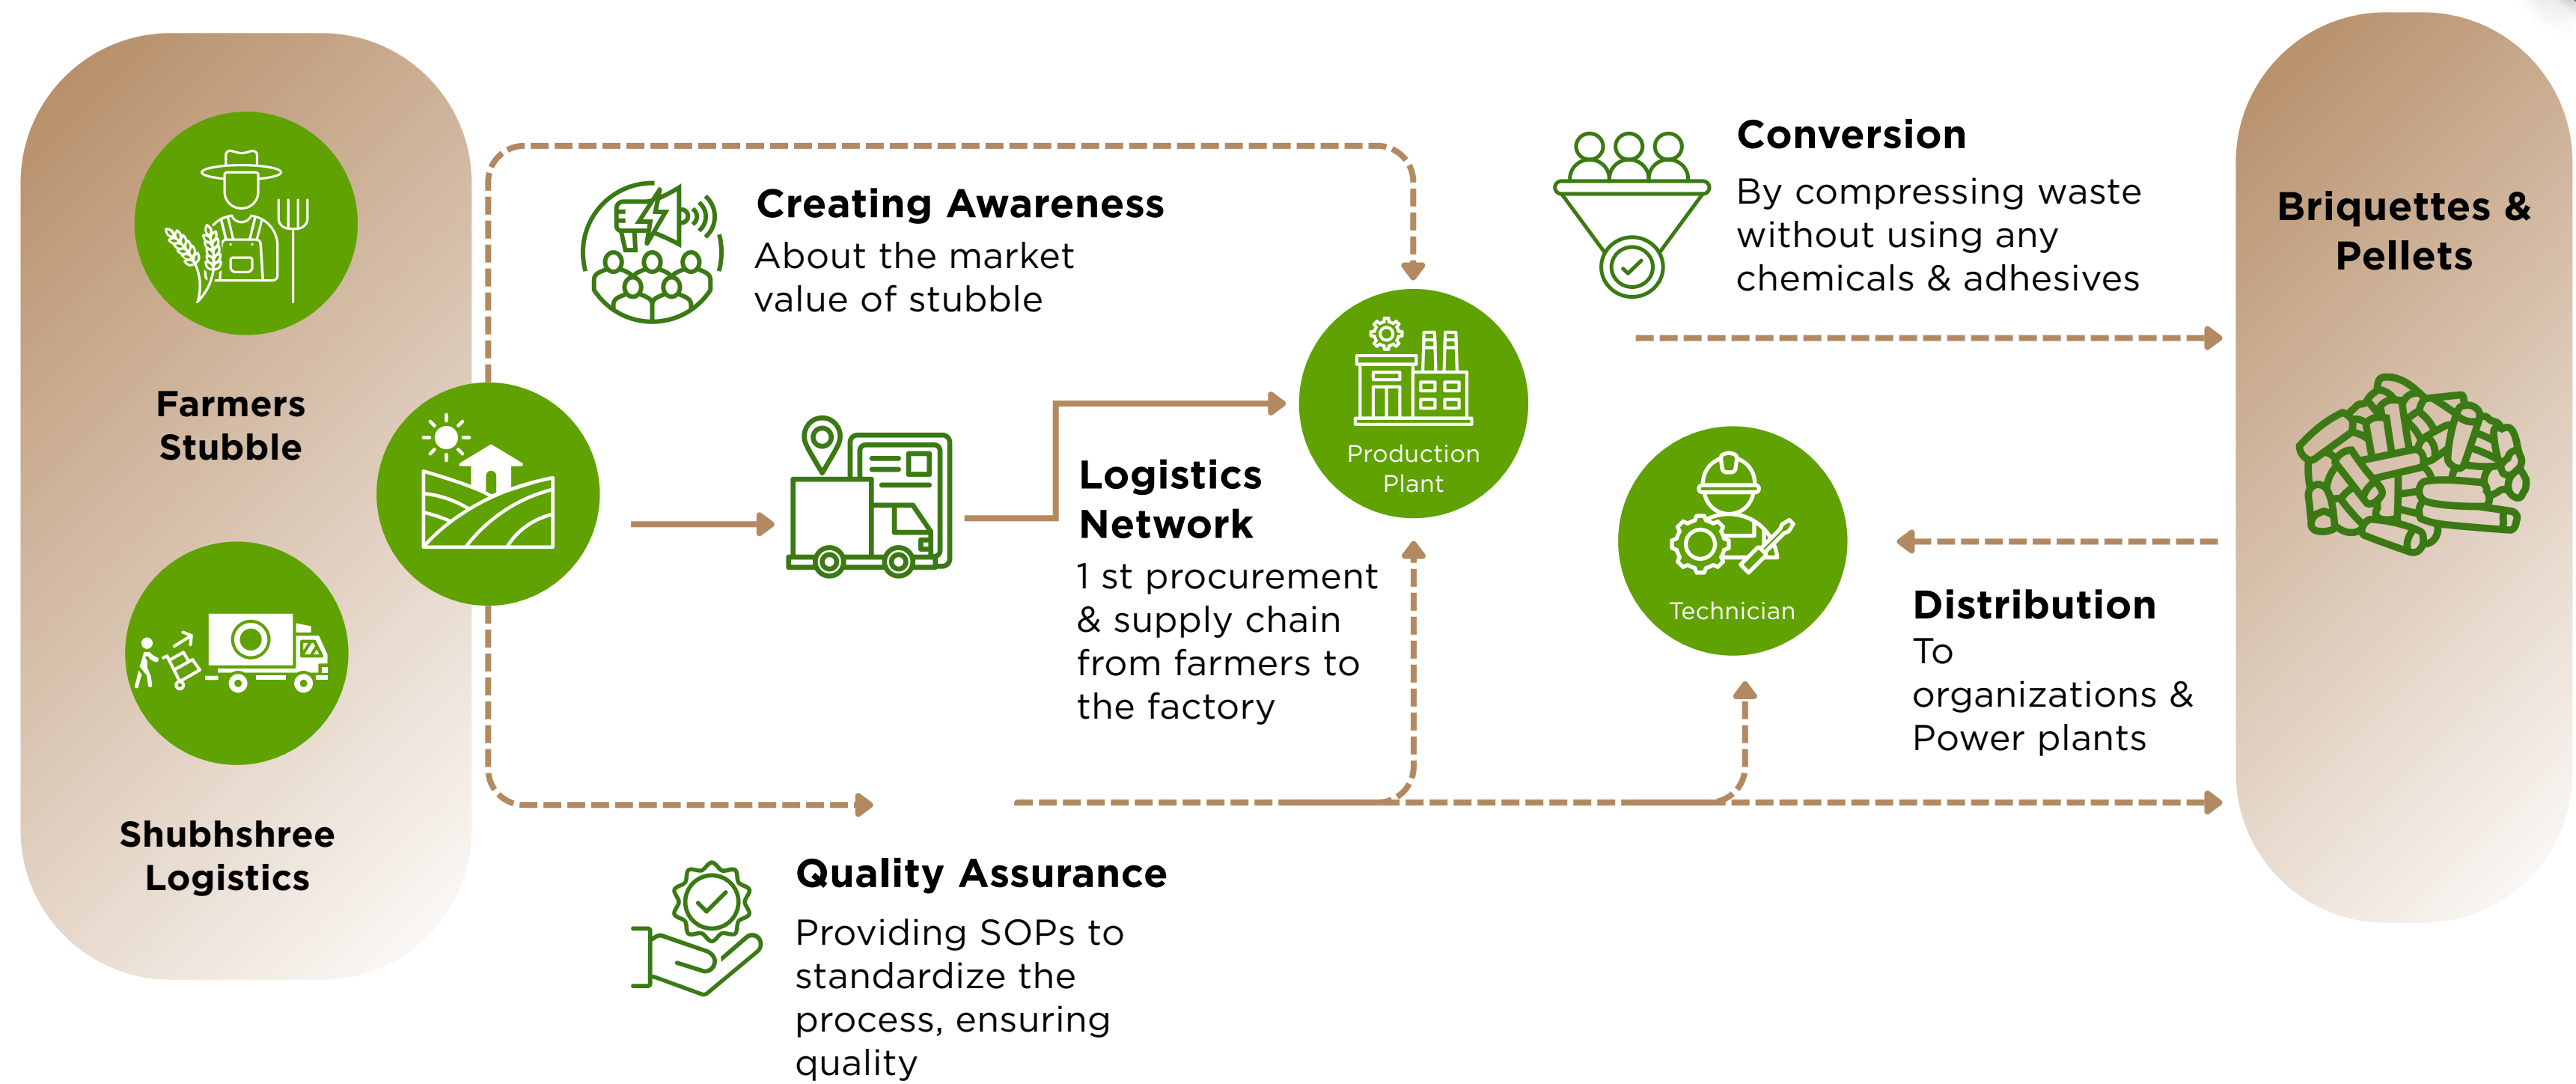 Farmers
Stubble
Shubhshree
Logistics
Creating Awareness
About the market
value of stubble
Logistics
Network
1 st procurement
& supply chain
from farmers to
the factory
Quality Assurance
Providing SOPs to
standardize the
process, ensuring
quality
Production
Plant
Conversion
By compressing waste
without using any
chemicals & adhesives
Technician
Distribution
To
organizations &
Power plants
Briquettes &
Pellets